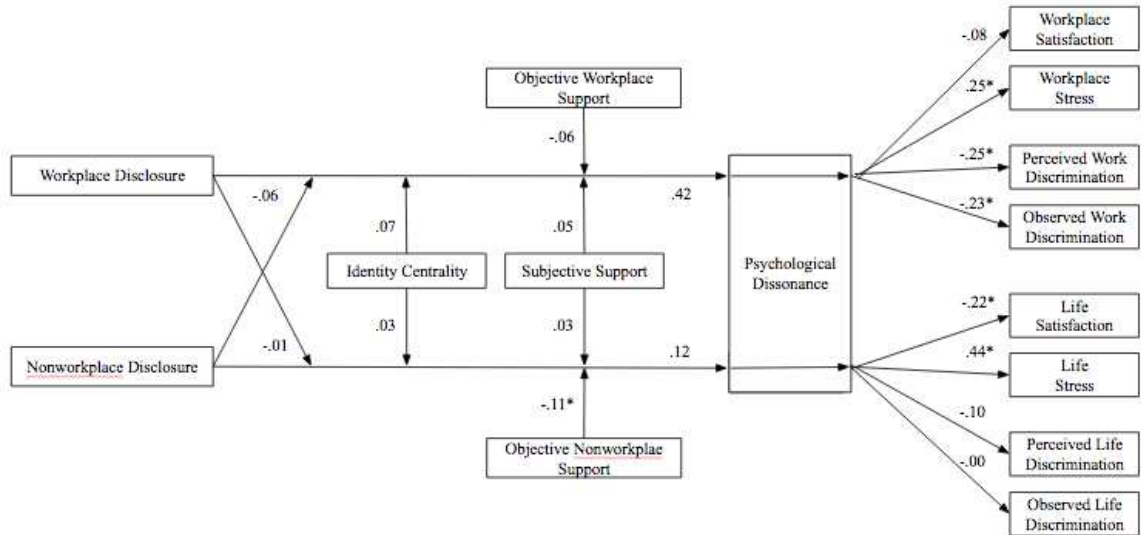 Workplace
Satisfaction
-.08
Objective Workplace
Support
Workplace
Stress
.25*
-.06
Workplace Disclosure
-.06
.42
-.25*
Perceived Work
Discrimination
-.23*
Observed Work
Discrimination
.07
.05
Identity Centrality
Subjective Support
Psychological
Dissonance
-.01
.03
.03
.12
-.22*
Life
Satisfaction
Nonworkplace Disclosure
.44*
Life
Stress
-.11*
-.10
Objective Nonworkplae
Support
Perceived Life
Discrimination
-.00
Observed Life
Discrimination